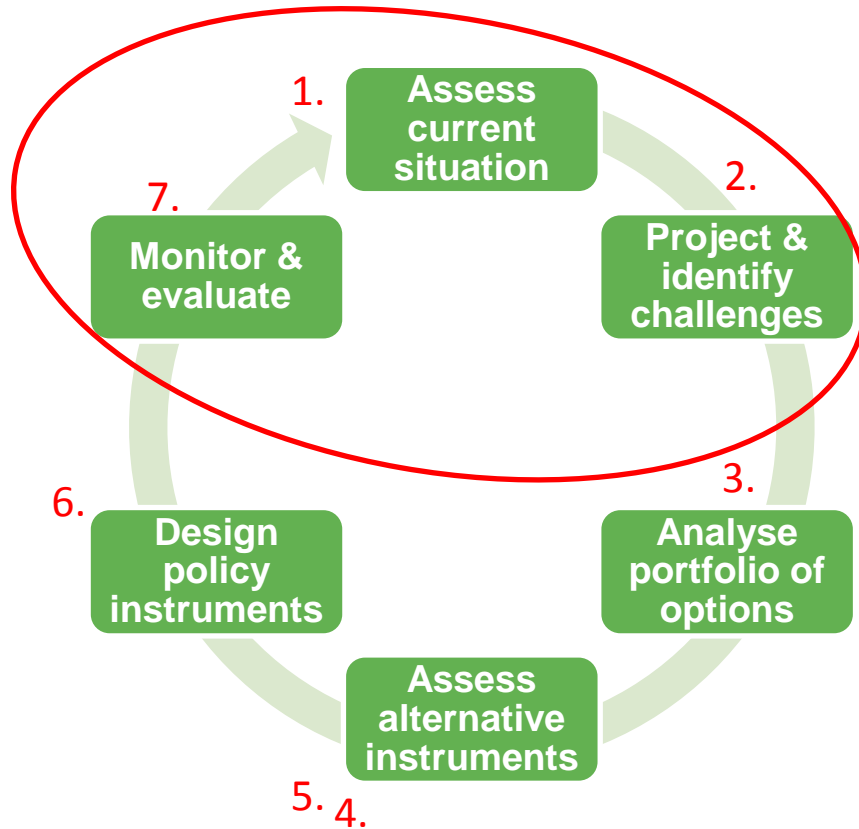 1.
Assess
current
situation
2.
Project &
identify
challenges
3.
Analyse
portfolio of
options
Assess
alternative
instruments
5. 4.
6.
Design
policy
instruments
7.
Monitor &
evaluate